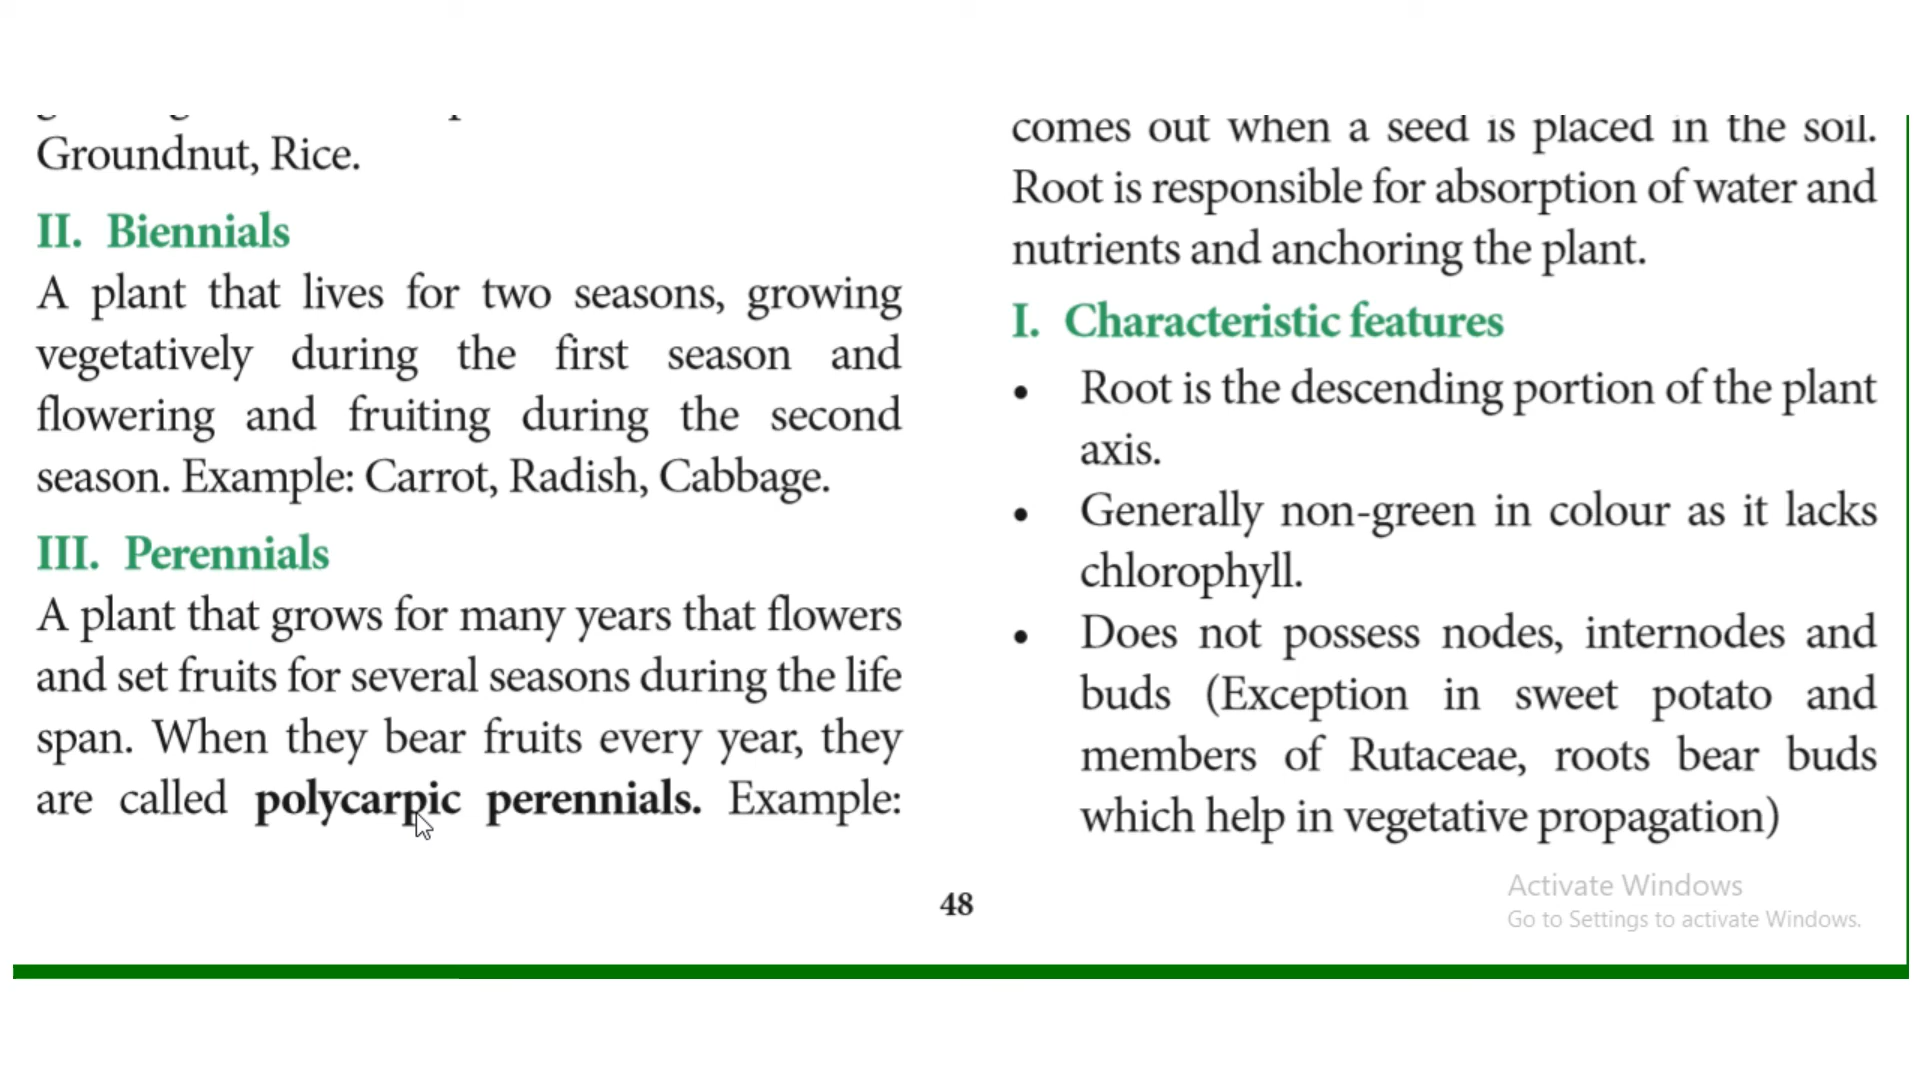 Groundnut, Rice.
II. Biennials
A plant that lives for two seasons, growing
vegetatively during the first season and
flowering and fruiting during the second
season. Example: Carrot, Radish, Cabbage.
III. Perennials
A plant that grows for many years that flowers
and set fruits for several seasons during the life
span. When they bear fruits every year, they
are called polycarpic perennials. Example:
comes out when a seed is placed in the soil.
Root is responsible for absorption of water and
nutrients and anchoring the plant.
I. Characteristic features
• Root is the descending portion of the plant
axis.
• Generally non-green in colour as it lacks
chlorophyll.
• Does not possess nodes, internodes and
buds (Exception in sweet potato and
members of Rutaceae, roots bear buds
which help in vegetative propagation)
48
Activate Windows
Go to Settings to activate Windows.